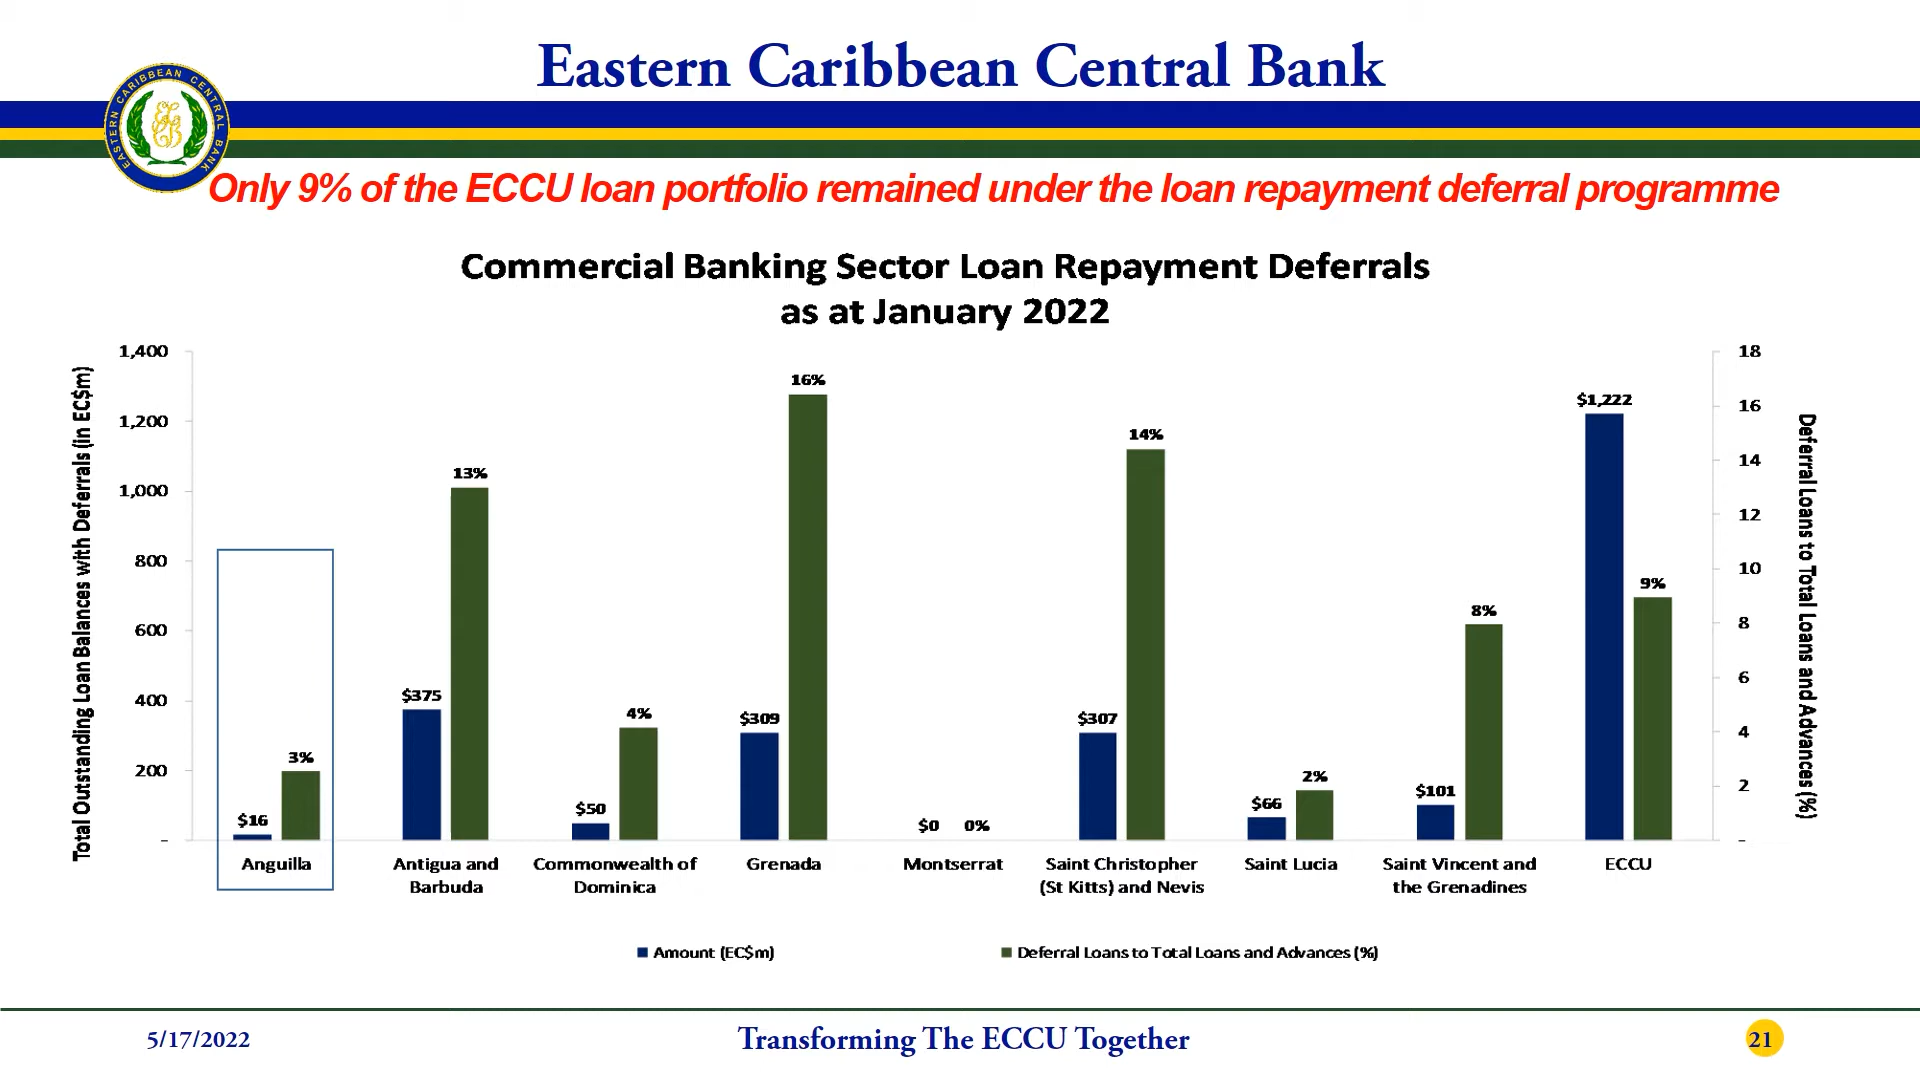 Eastern Caribbean Central Bank
EASTERN CARIBBEAN CENTRAL BANK
Only 9% of the ECCU loan portfolio remained under the loan repayment deferral programme
Commercial Banking Sector Loan Repayment Deferrals
as at January 2022
Total Outstanding Loan Balances with Deferrals (in EC$m)
1,400
1,200
1,000
800
600
400
200
-
$16
3%
$375
13%
$50
4%
$309
16%
$0
0%
$307
14%
$66
2%
$101
8%
$1,222
9%
18
16
14
12
10
8
6
4
2
-
Deferral Loans to Total Loans and Advances (%)
Anguilla
Antigua and
Barbuda
Commonwealth of
Dominica
Grenada
Montserrat
Saint Christopher
(St Kitts) and Nevis
Saint Lucia
Saint Vincent and
the Grenadines
ECCU
Amount (EC$m)
Deferral Loans to Total Loans and Advances (%)
5/17/2022
Transforming The ECCU Together
21